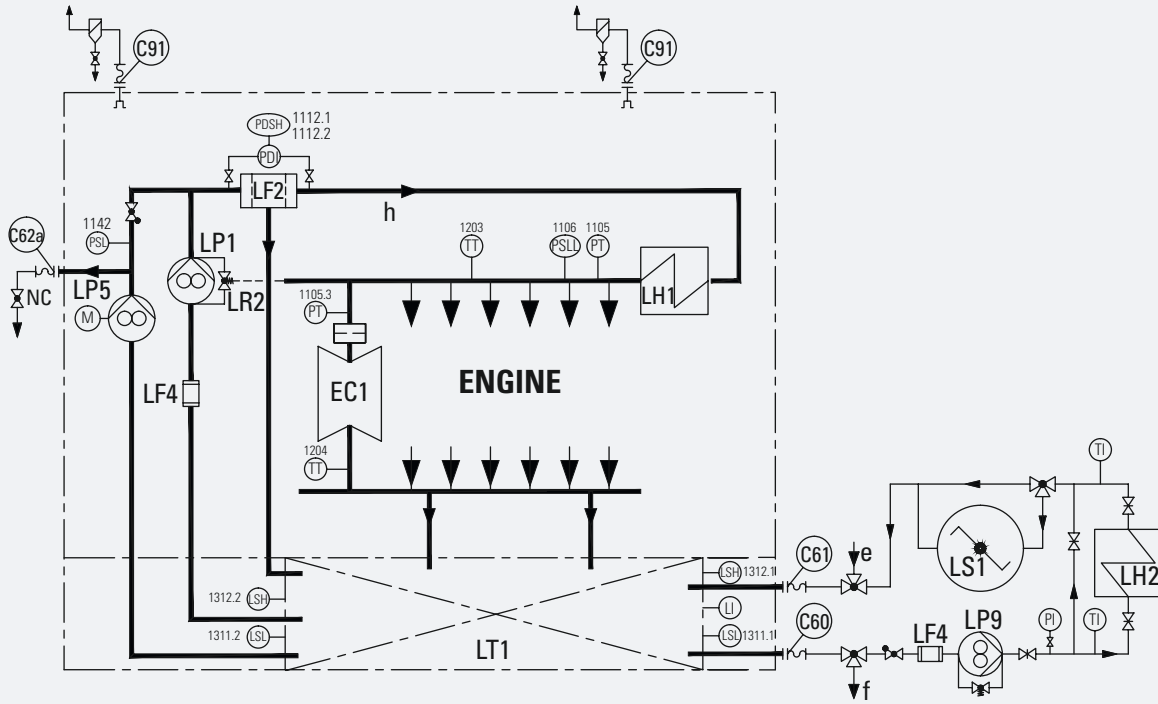 C91
C91
PDSH
1112.1
1112.2
PDI
LF2
h
C62a
1142
PSL
LP1
1203
TT
1106
PSLL
1105
PT
NC
LP5
LR2
LH1
M
1105.3
PT
LF4
EC1
ENGINE
1204
TT
TI
C61
e
LS1
LH2
1312.2
LSH
LSH
1312.1
LI
C60
LF4
LP9
PI
TI
1311.2
LSL
LT1
LSL
1311.1
f